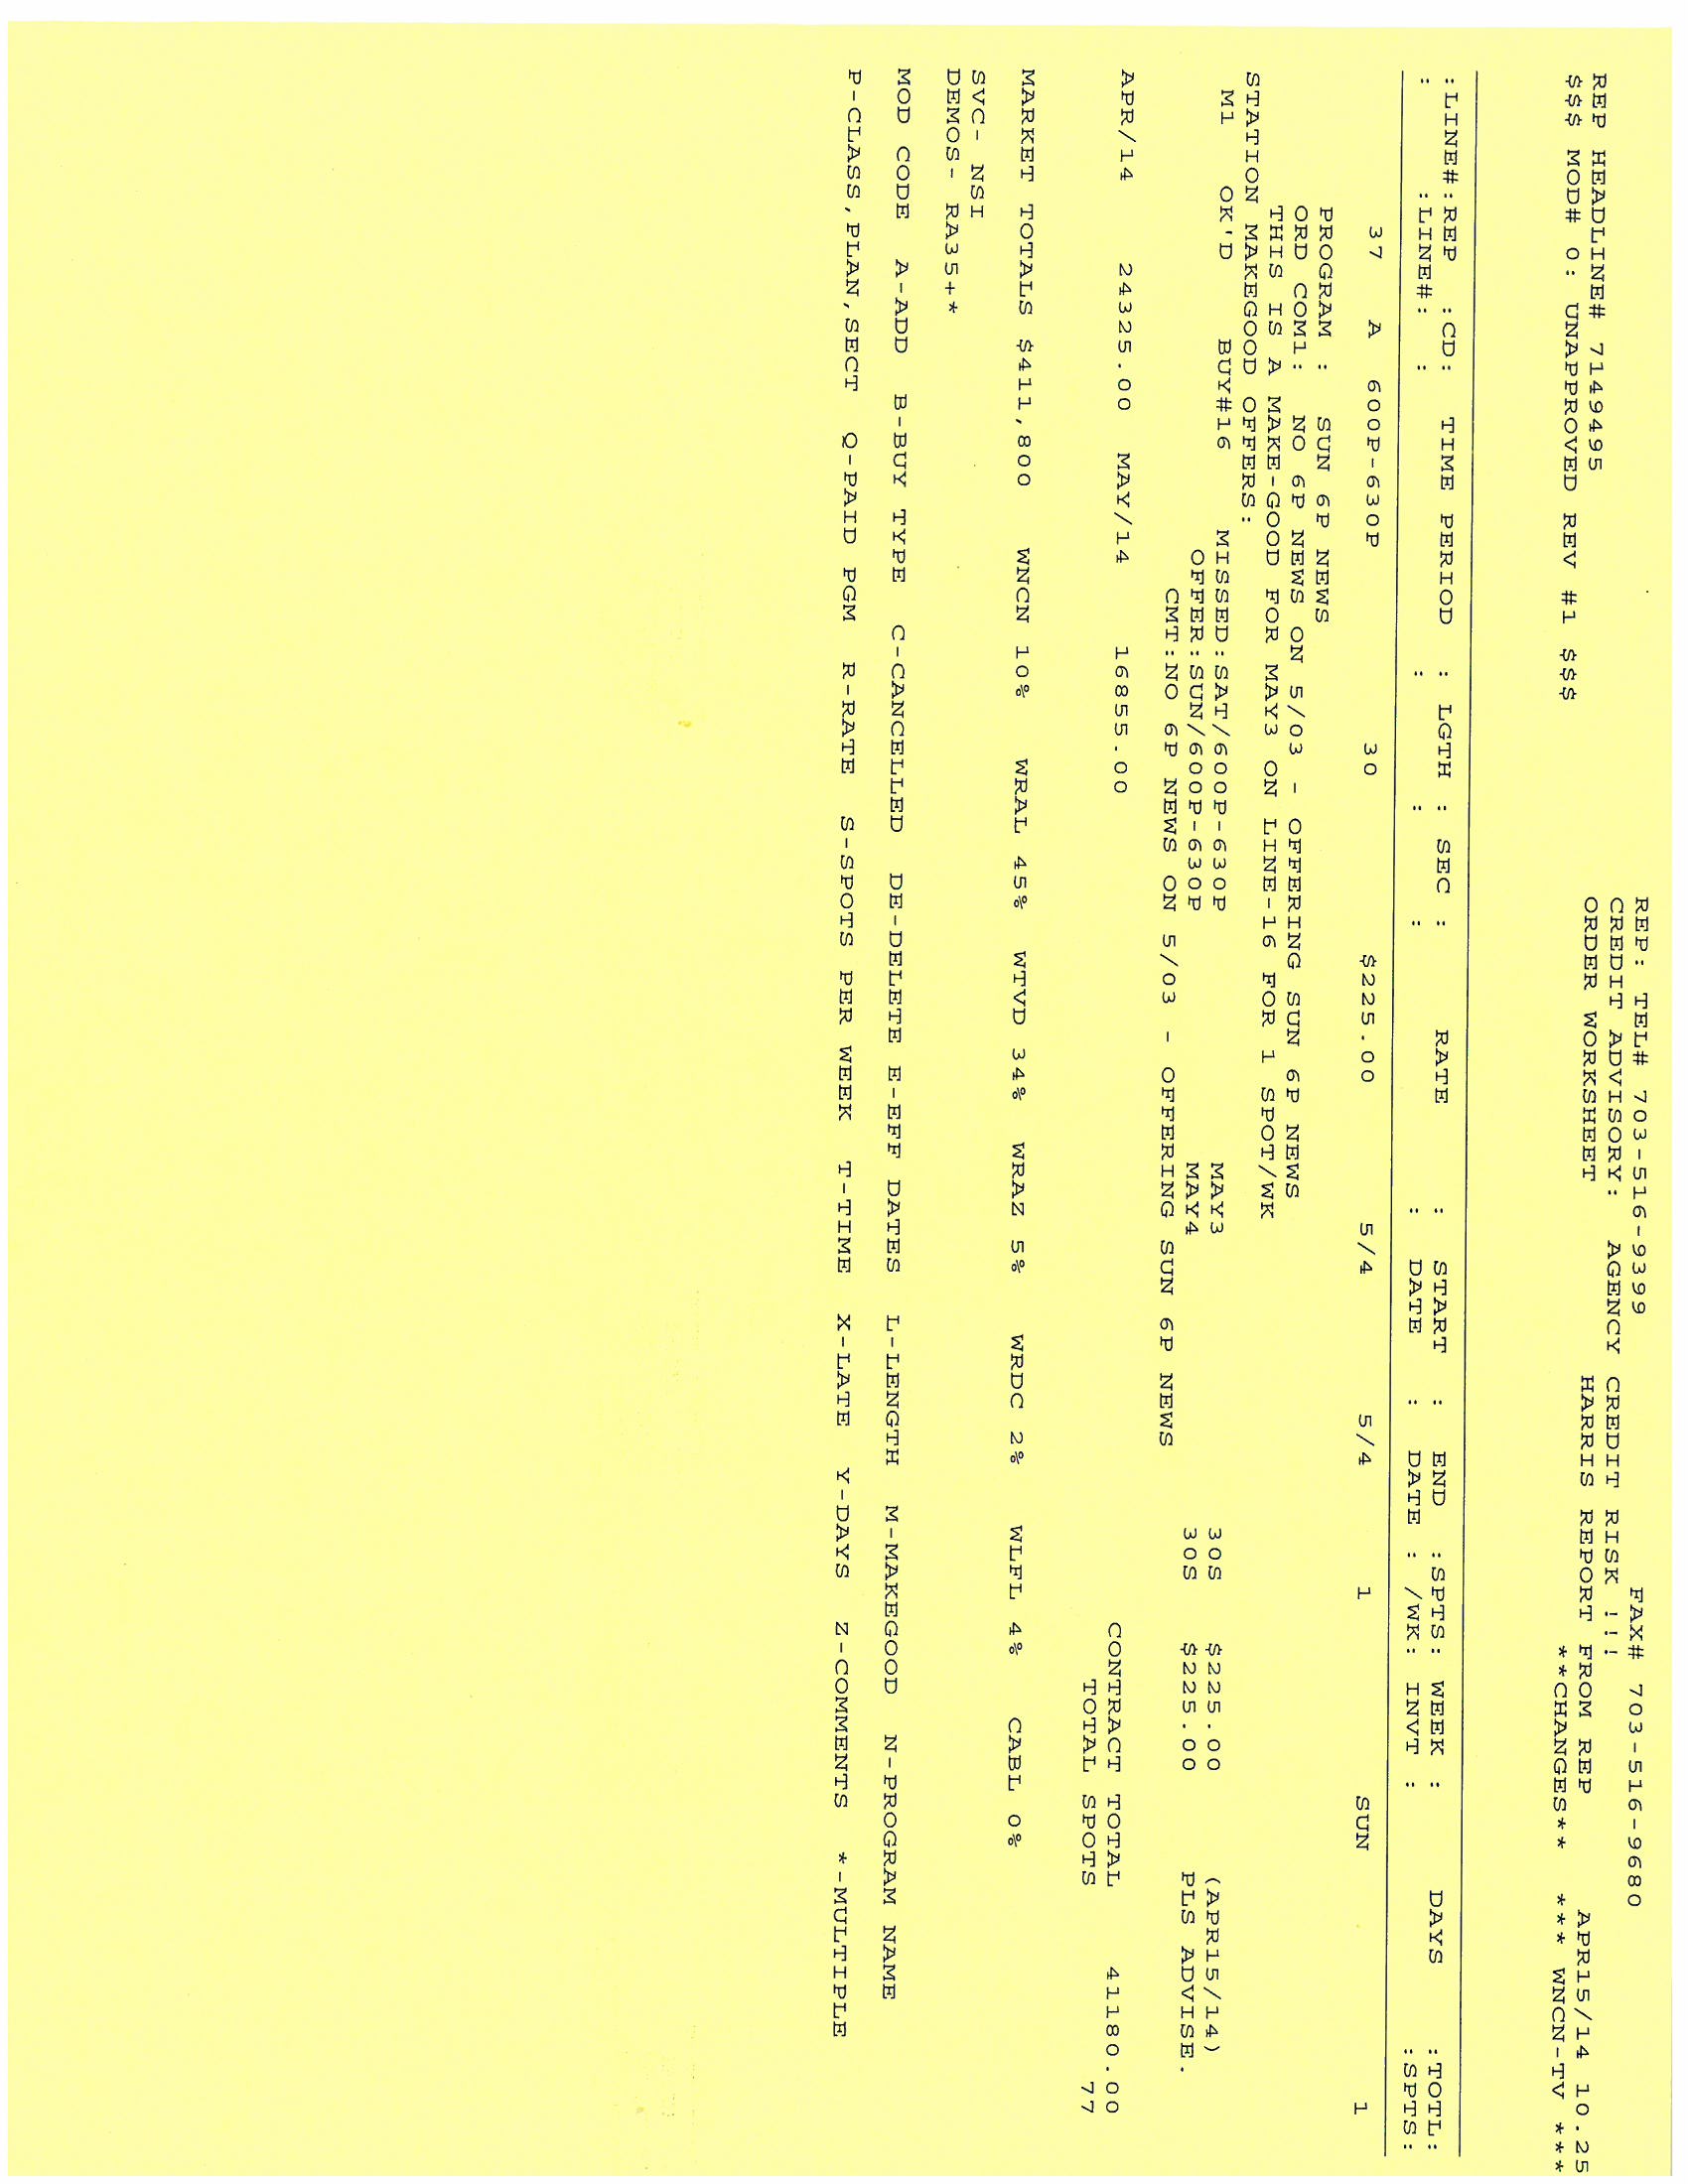 REP: TEL# 703-516-9399 FAX# 703-516-9680
CREDIT ADVISORY: AGENCY CREDIT RISK !!!
REP HEADLINE# 7149495 ORDER WORKSHEET HARRIS REPORT FROM REP APR15/14 10.25
$$$ MOD# 0: UNAPPROVED REV #1 $$$ **CHANGES** *** WNCN-TV ***
:LINE#:REP :CD: TIME PERIOD : LGTH : SEC : RATE : START : END :SPTS: WEEK : DAYS :TOTL:
: :LINE#: : : : : : DATE : DATE : /WK: INVT : :SPTS:
37 A 600P-630P 30 $225.00 5/4 5/4 1 SUN 1
PROGRAM : SUN 6P NEWS
ORD COM1: NO 6P NEWS ON 5/03 - OFFERING SUN 6P NEWS
THIS IS A MAKE-GOOD FOR MAY3 ON LINE-16 FOR 1 SPOT/WK
STATION MAKEGOOD OFFERS:
M1 OK'D BUY#16 MISSED:SAT/600P-630P MAY3 30S $225.00 (APR15/14)
OFFER:SUN/600P-630P MAY4 30S $225.00 PLS ADVISE.
CMT:NO 6P NEWS ON 5/03 - OFFERING SUN 6P NEWS
APR/14 24325.00 MAY/14 16855.00 CONTRACT TOTAL 41180.00
TOTAL SPOTS 77
MARKET TOTALS $411,800 WNCN 10% WRAL 45% WTVD 34% WRAZ 5% WRDC 2% WLFL 4% CABL 0%
SVC- NSI
DEMOS- RA35+*
MOD CODE A-ADD B-BUY TYPE C-CANCELLED DE-DELETE E-EFF DATES L-LENGTH M-MAKEGOOD N-PROGRAM NAME
P-CLASS,PLAN,SECT Q-PAID PGM R-RATE S-SPOTS PER WEEK T-TIME X-LATE Y-DAYS Z-COMMENTS *-MULTIPLE